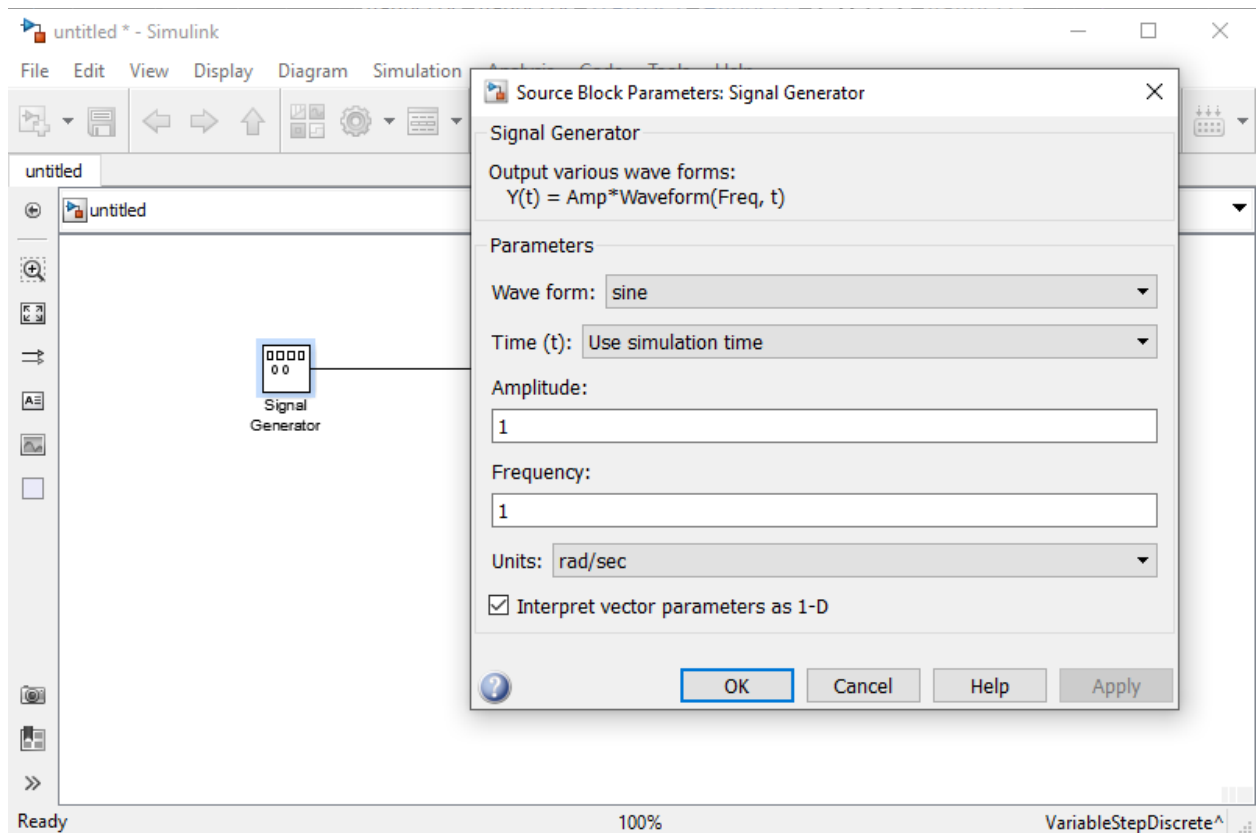 untitled * - Simulink
File Edit View Display Diagram Simulation
untitled
untitled
Signal
Generator
Source Block Parameters: Signal Generator
Signal Generator
Output various wave forms:
Y(t) = Amp*Waveform(Freq, t)
Parameters
Wave form: sine
Time (t): Use simulation time
Amplitude:
1
Frequency:
1
Units: rad/sec
Interpret vector parameters as 1-D
OK Cancel Help Apply
Ready 100% VariableStepDiscrete^